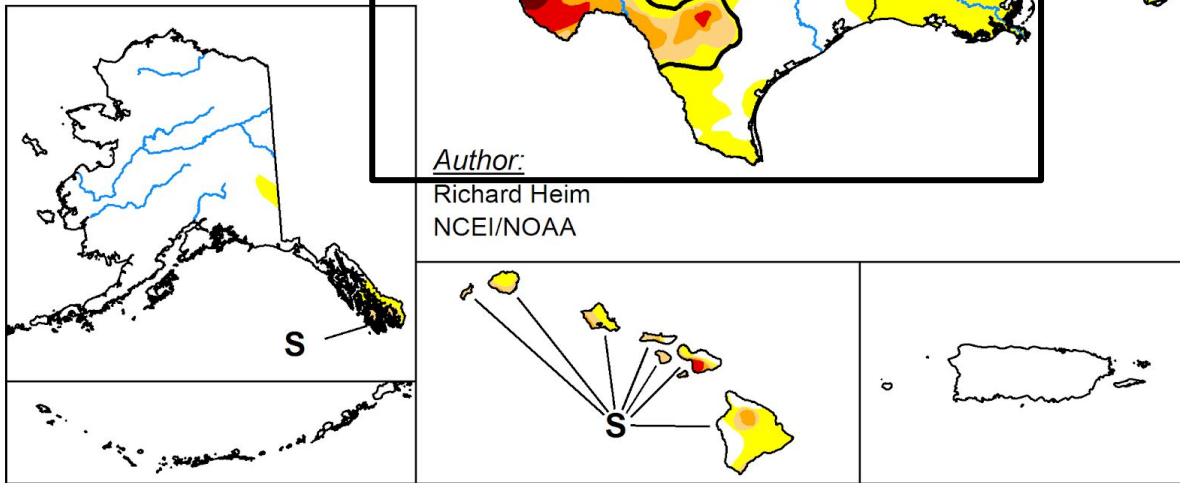 Author:
Richard Heim
NCEI/NOAA
S
S